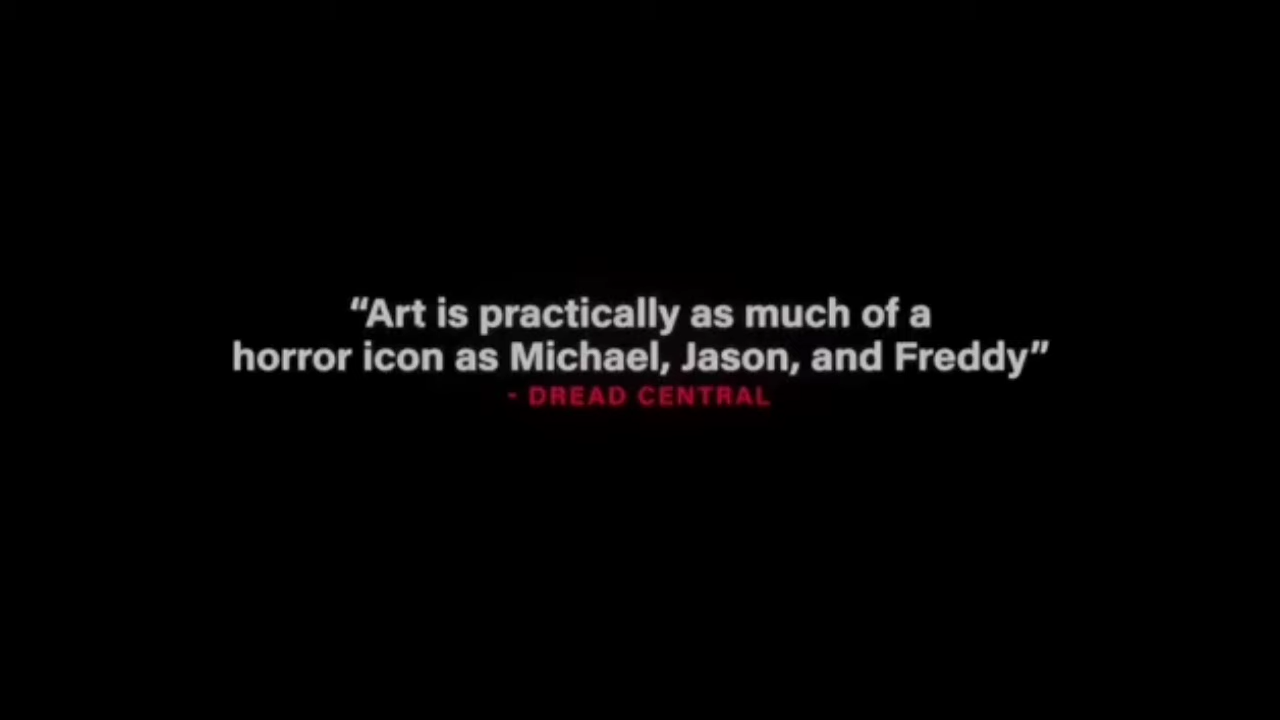 “Art is practically as much of a
horror icon as Michael, Jason, and Freddy”
- DREAD CENTRAL